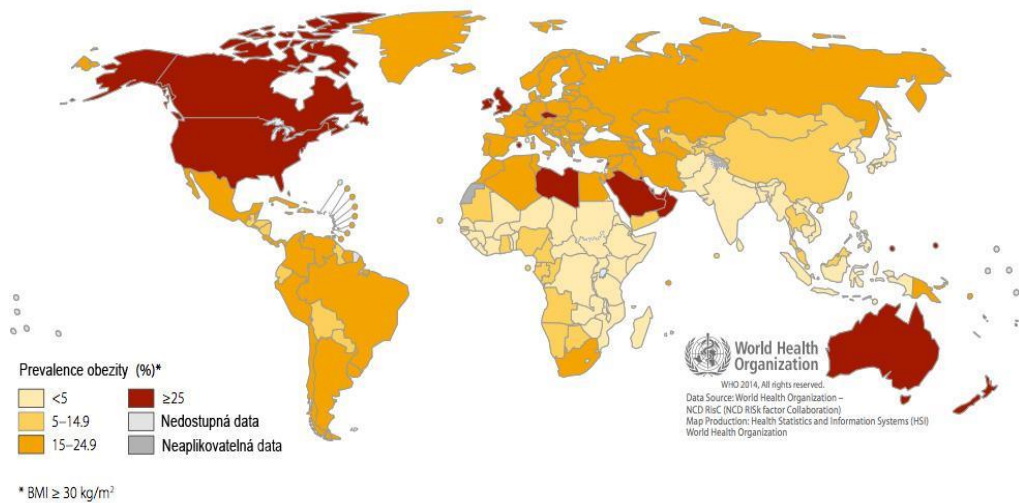 Prevalence obezity (%)*
<5
5–14.9
15–24.9
≥25
Nedostupná data
Neaplikovatelná data
* BMI ≥ 30 kg/m²
World Health
Organization
WHO 2014, All rights reserved.
Data Source: World Health Organization –
NCD RisC (NCD RISk factor Collaboration)
Map Production: Health Statistics and Information Systems (HSI)
World Health Organization